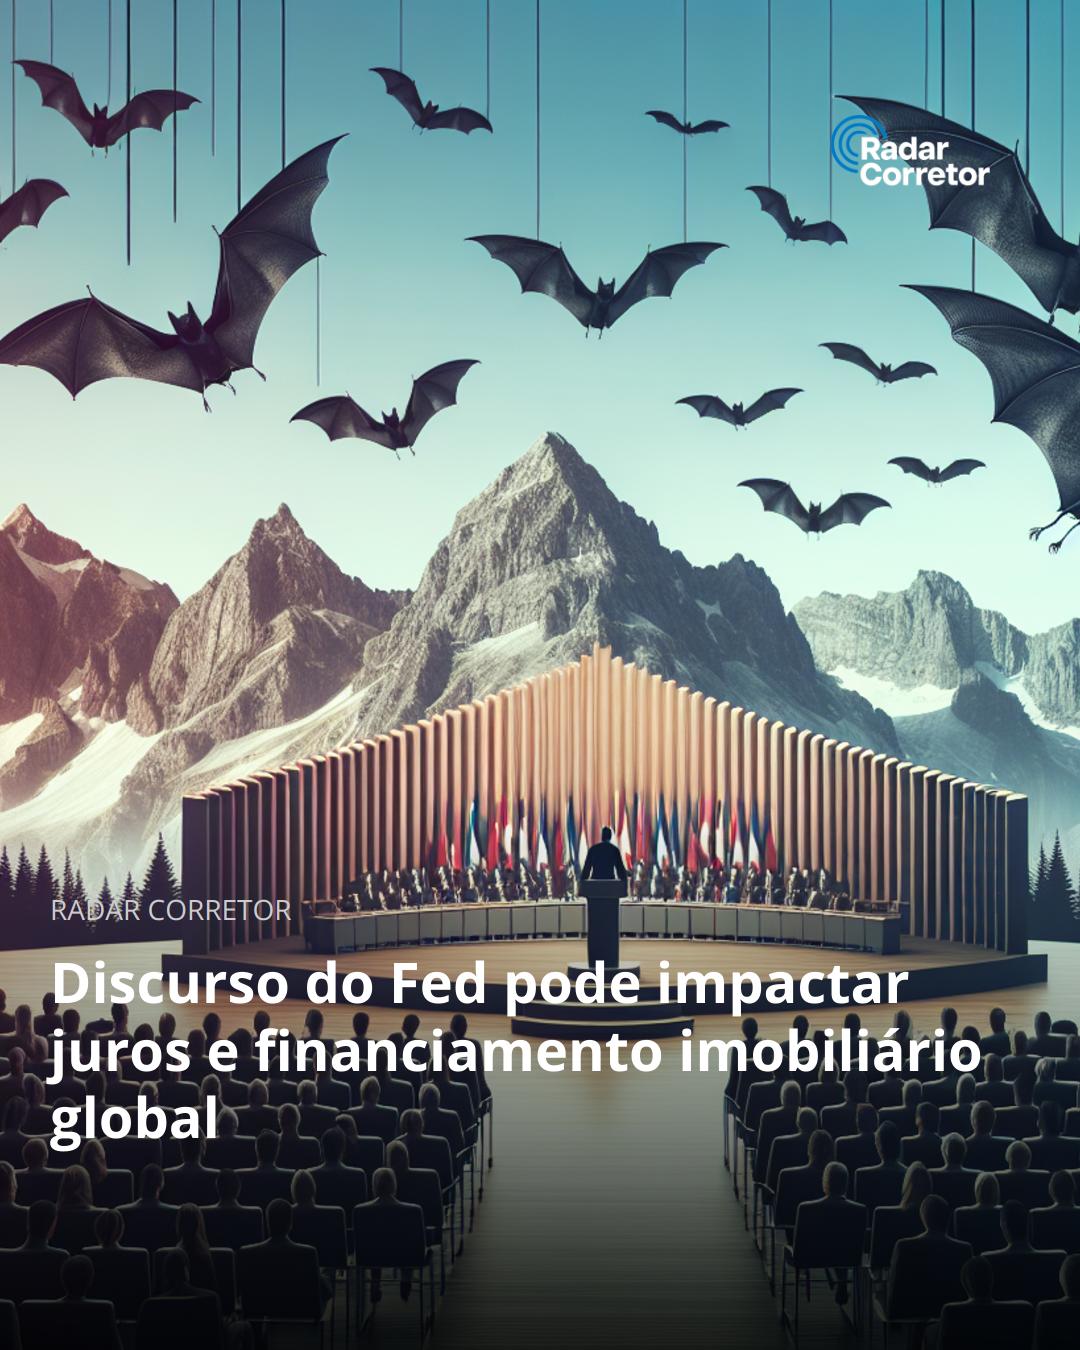 Radar
Corretor
RADAR CORRETOR
Discurso do Fed pode impactar
juros e financiamento imobiliário
global